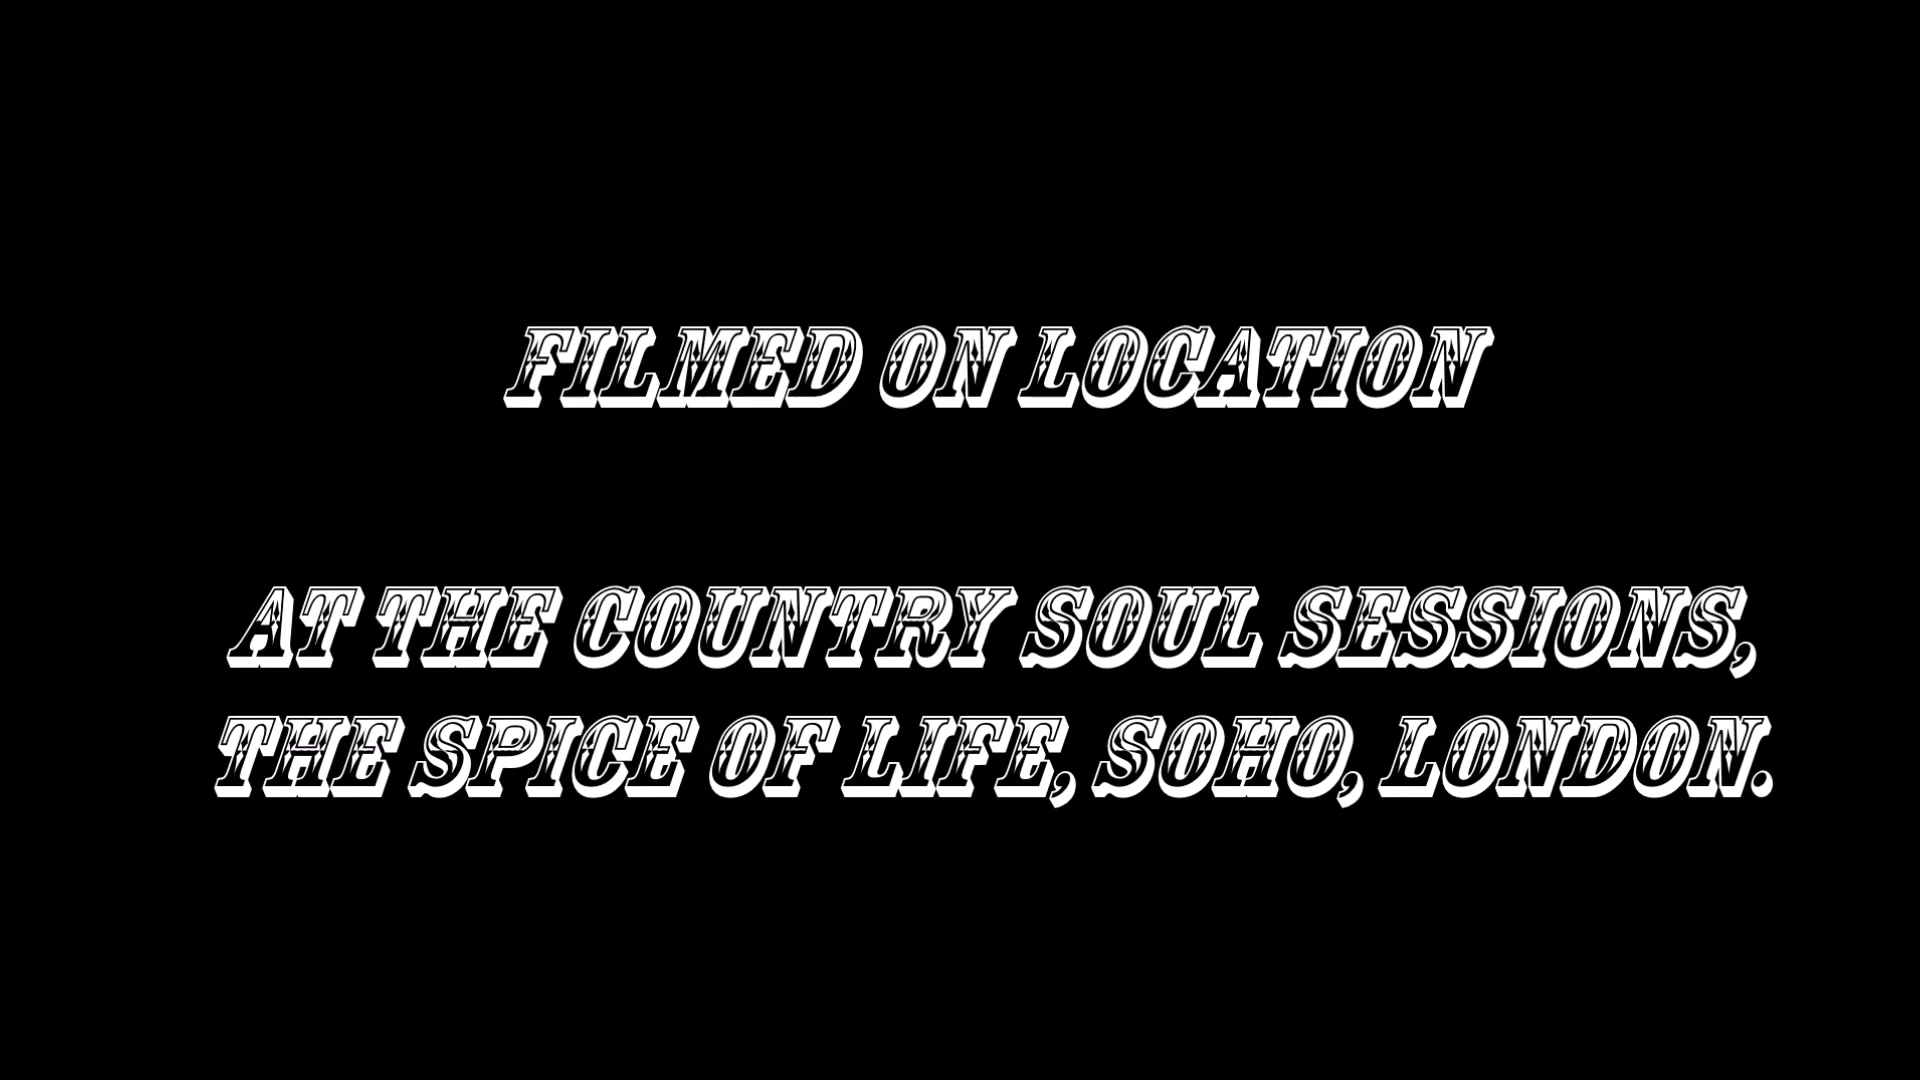 FILMED ON LOCATION
AT THE COUNTRY SOUL SESSIONS,
THE SPICE OF LIFE, SOHO, LONDON.